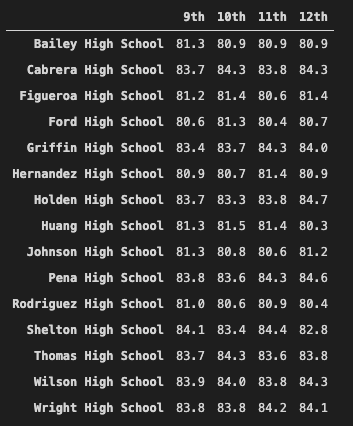 9th 10th 11th 12th
Bailey High School 81.3 80.9 80.9 80.9
Cabrera High School 83.7 84.3 83.8 84.3
Figueroa High School 81.2 81.4 80.6 81.4
Ford High School 80.6 81.3 80.4 80.7
Griffin High School 83.4 83.7 84.3 84.0
Hernandez High School 80.9 80.7 81.4 80.9
Holden High School 83.7 83.3 83.8 84.7
Huang High School 81.3 81.5 81.4 80.3
Johnson High School 81.3 80.8 80.6 81.2
Pena High School 83.8 83.6 84.3 84.6
Rodriguez High School 81.0 80.6 80.9 80.4
Shelton High School 84.1 83.4 84.4 82.8
Thomas High School 83.7 84.3 83.6 83.8
Wilson High School 83.9 84.0 83.8 84.3
Wright High School 83.8 83.8 84.2 84.1